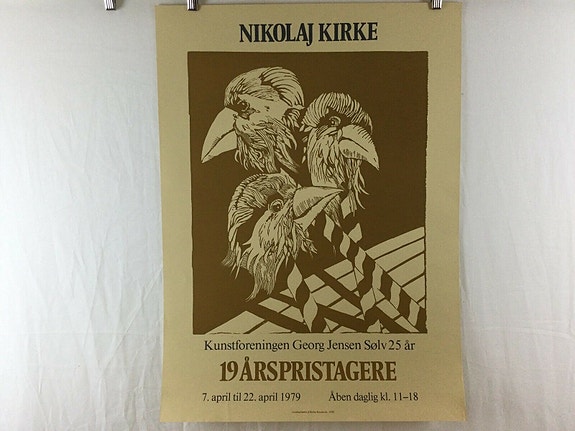 NIKOLAJ KIRKE
Kunstforeningen Georg Jensen Sølv 25 år
19 ÅRSPRISTAGERE
7. april til 22. april 1979 Åben daglig kl. 11–18